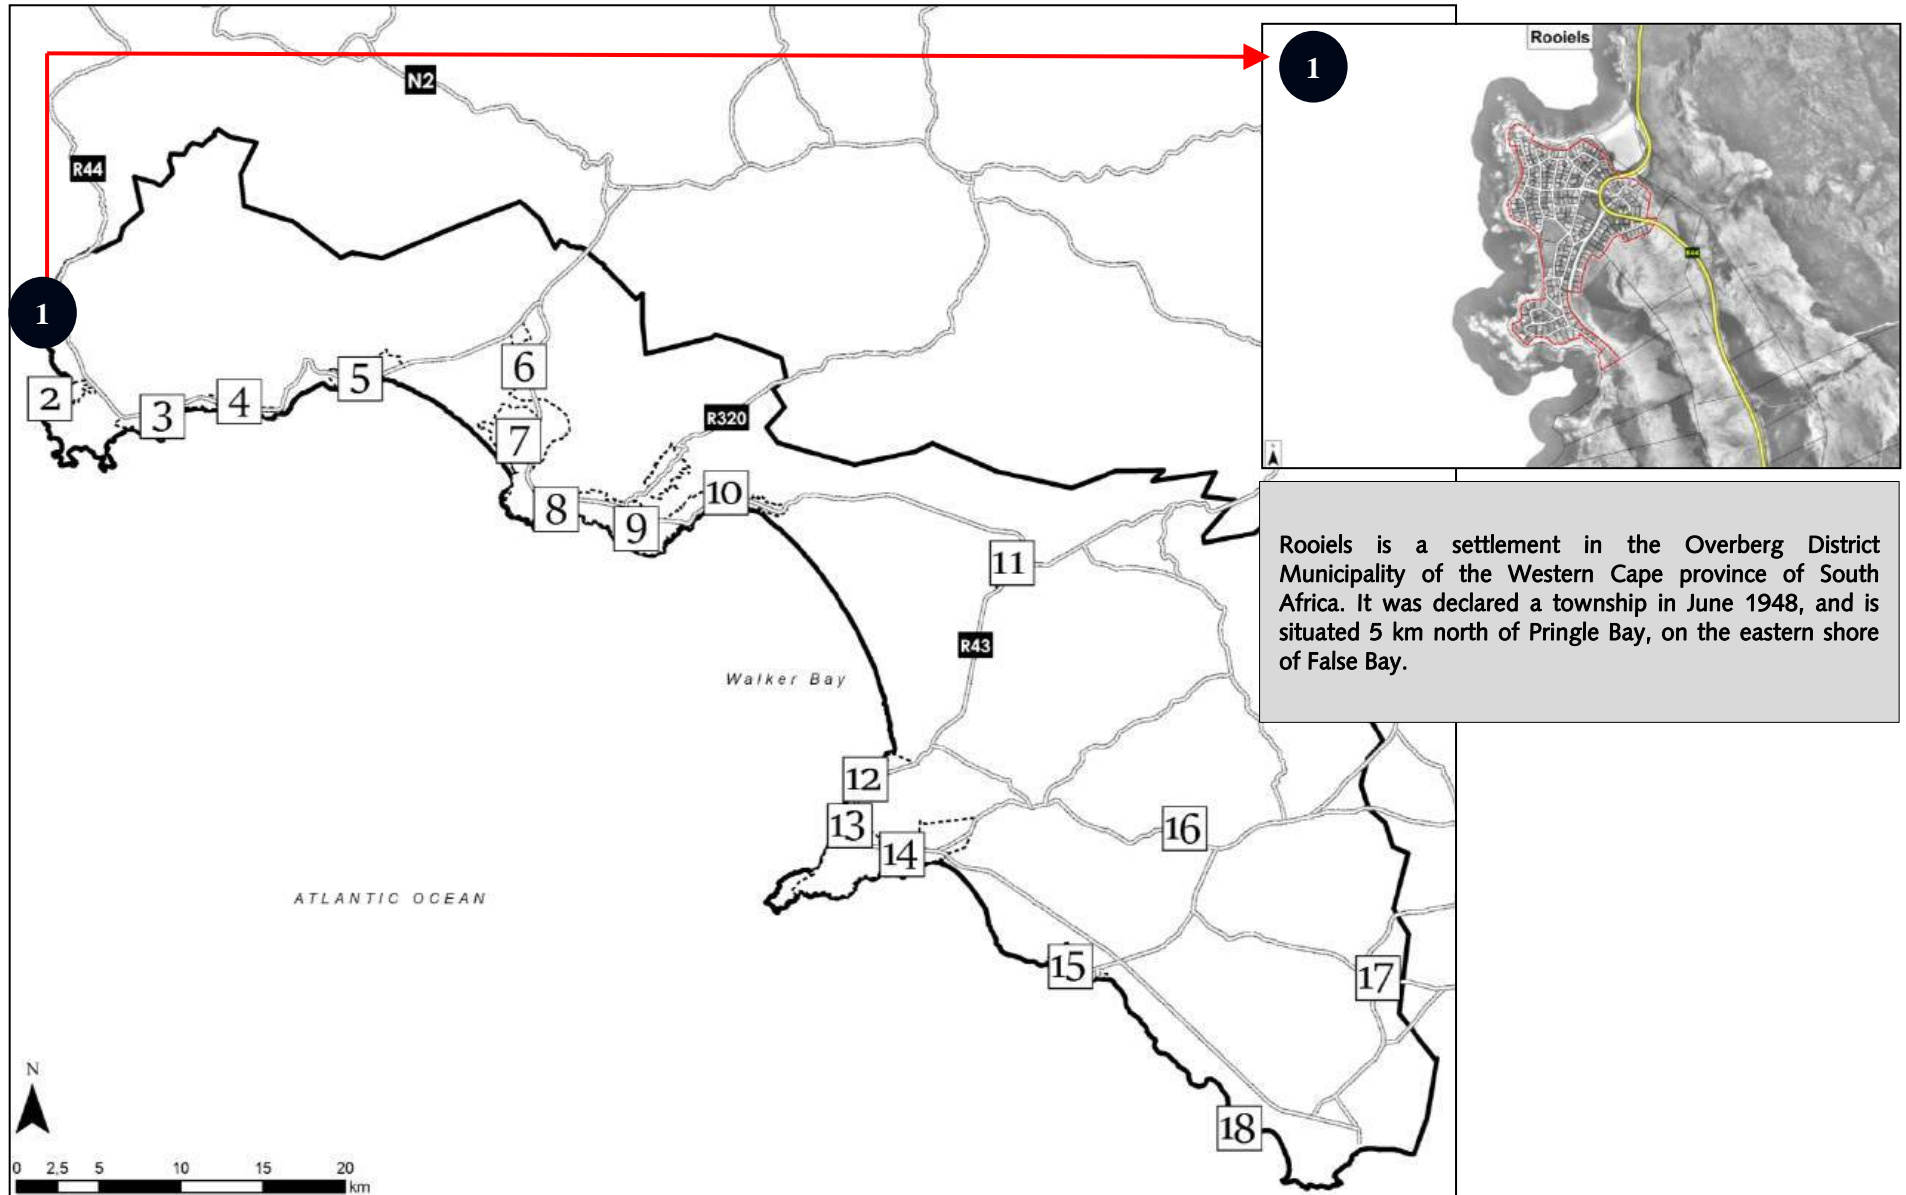 N2
R44
1
2
3
4
5
6
7
8
9
10
R320
11
R43
Walker Bay
12
13
14
16
ATLANTIC OCEAN
15
17
18
N
0 2,5 5 10 15 20
km
1
Rooiels
R44
Rooiels is a settlement in the Overberg District
Municipality of the Western Cape province of South
Africa. It was declared a township in June 1948, and is
situated 5 km north of Pringle Bay, on the eastern shore
of False Bay.